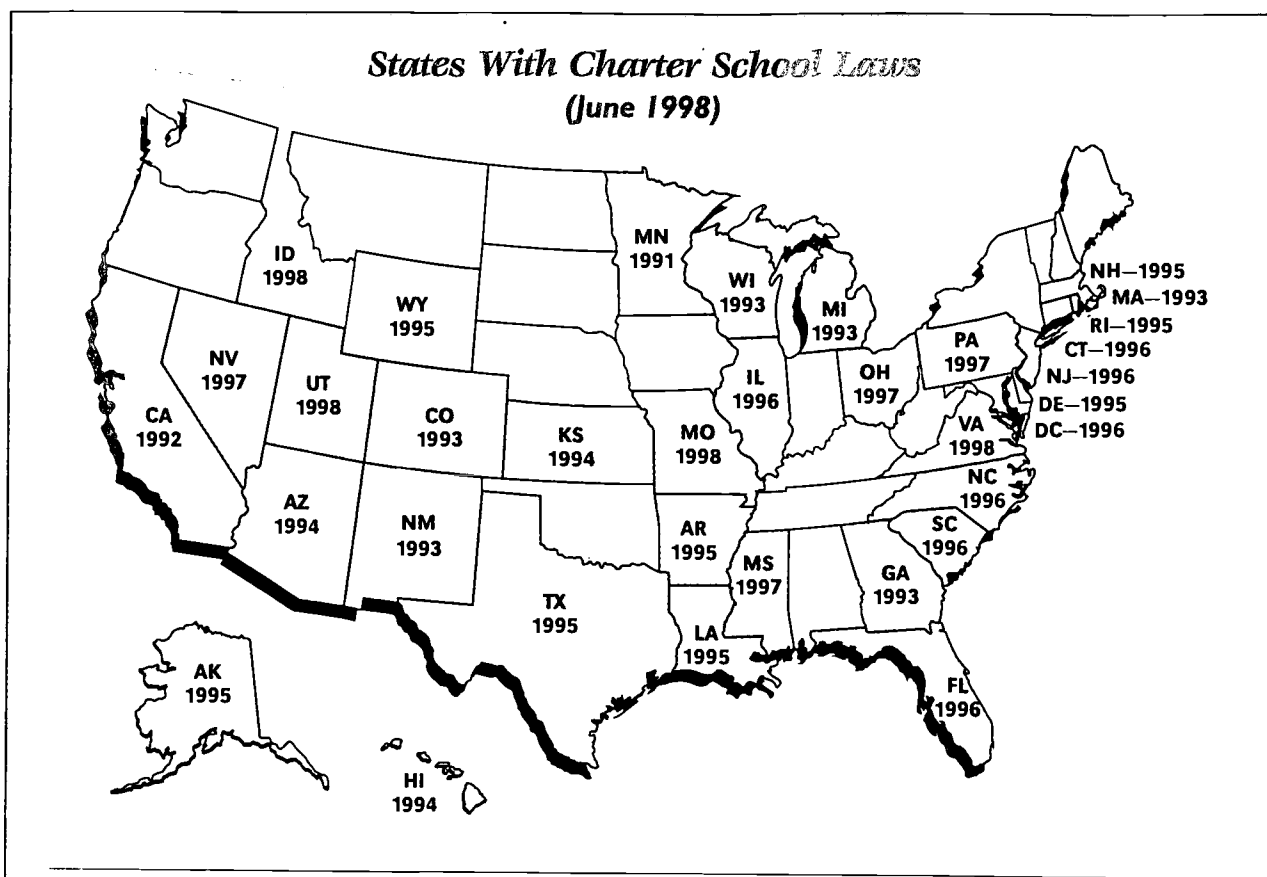 States With Charter School Laws
(June 1998)
ID
1998
MN
1991
WI
1993
MI
1993
WY
1995
NV
1997
UT
1998
CA
1992
CO
1993
KS
1994
MO
1998
IL
1996
OH
1997
PA
1997
NH—1995
MA—1993
RI—1995
CT—1996
NJ—1996
DE—1995
DC—1996
VA
1998
NC
1996
SC
1996
AZ
1994
NM
1993
AR
1995
MS
1997
GA
1993
TX
1995
LA
1995
FL
1996
AK
1995
HI
1994